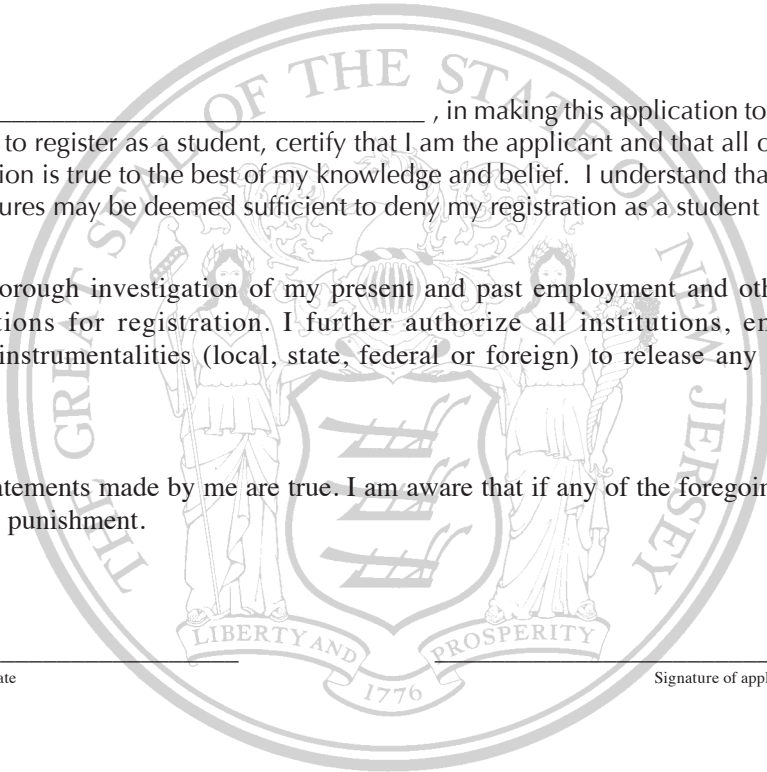 THE GREAT SEAL OF THE STATE OF NEW JERSEY
, in making this application to
to register as a student, certify that I am the applicant and that all o
ion is true to the best of my knowledge and belief. I understand tha
ures may be deemed sufficient to deny my registration as a student
orough investigation of my present and past employment and oth
tions for registration. I further authorize all institutions, em
instrumentalities (local, state, federal or foreign) to release any
atements made by me are true. I am aware that if any of the foregoin
punishment.
LIBERTY AND PROSPERITY
1776
ate Signature of appl